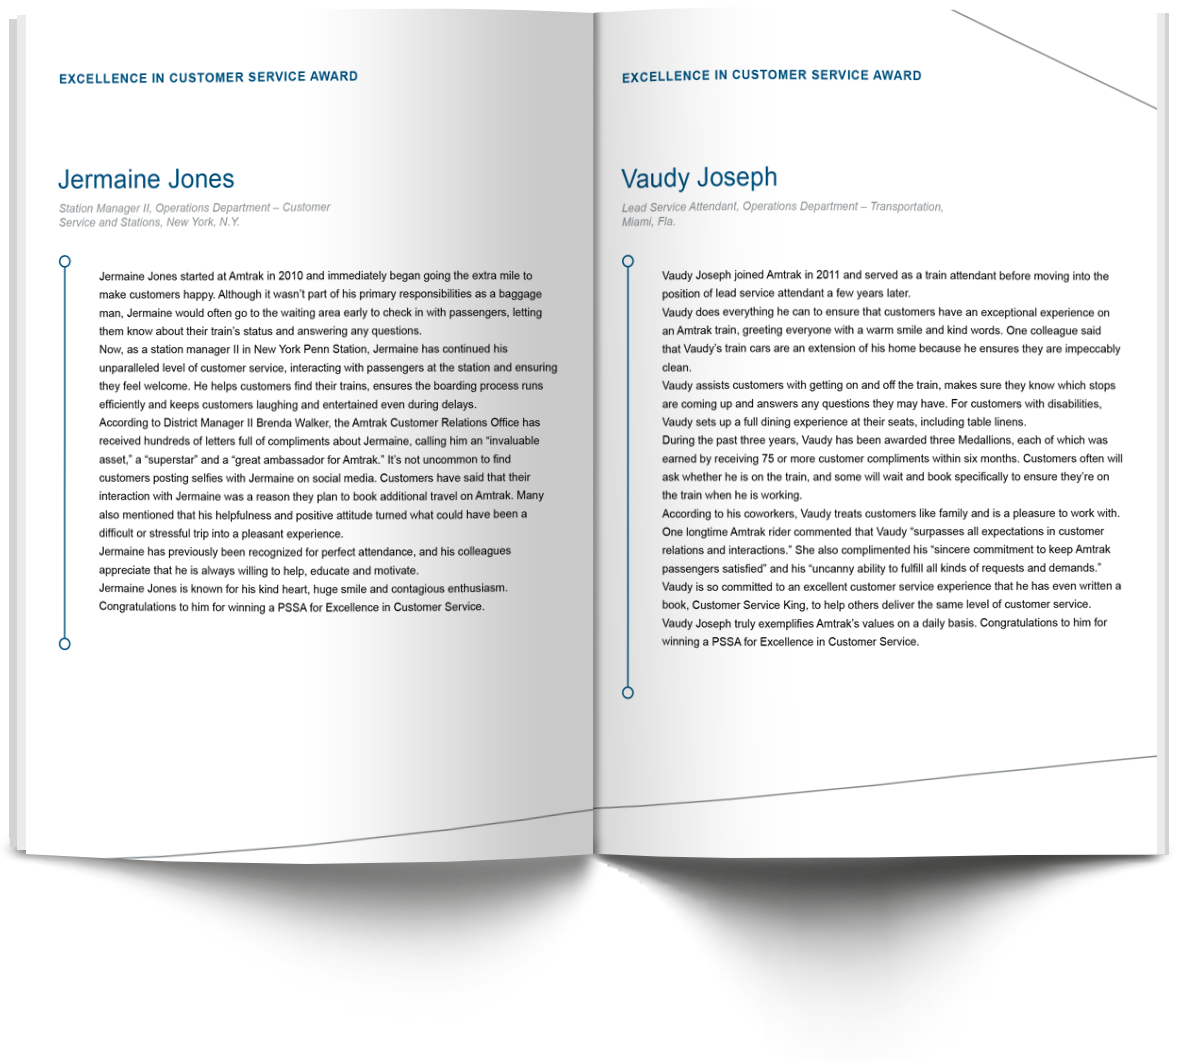 EXCELLENCE IN CUSTOMER SERVICE AWARD
Jermaine Jones
Station Manager II, Operations Department – Customer
Service and Stations, New York, N.Y.
Jermaine Jones started at Amtrak in 2010 and immediately began going the extra mile to
make customers happy. Although it wasn’t part of his primary responsibilities as a baggage
man, Jermaine would often go to the waiting area early to check in with passengers, letting
them know about their train’s status and answering any questions.
Now, as a station manager II in New York Penn Station, Jermaine has continued his
unparalleled level of customer service, interacting with passengers at the station and ensuring
they feel welcome. He helps customers find their trains, ensures the boarding process runs
efficiently and keeps customers laughing and entertained even during delays.
According to District Manager II Brenda Walker, the Amtrak Customer Relations Office has
received hundreds of letters full of compliments about Jermaine, calling him an “invaluable
asset,” a “superstar” and a “great ambassador for Amtrak.” It’s not uncommon to find
customers posting selfies with Jermaine on social media. Customers have said that their
interaction with Jermaine was a reason they plan to book additional travel on Amtrak. Many
also mentioned that his helpfulness and positive attitude turned what could have been a
difficult or stressful trip into a pleasant experience.
Jermaine has previously been recognized for perfect attendance, and his colleagues
appreciate that he is always willing to help, educate and motivate.
Jermaine Jones is known for his kind heart, huge smile and contagious enthusiasm.
Congratulations to him for winning a PSSA for Excellence in Customer Service.
EXCELLENCE IN CUSTOMER SERVICE AWARD
Vaudy Joseph
Lead Service Attendant, Operations Department – Transportation,
Miami, Fla.
Vaudy Joseph joined Amtrak in 2011 and served as a train attendant before moving into the
position of lead service attendant a few years later.
Vaudy does everything he can to ensure that customers have an exceptional experience on
an Amtrak train, greeting everyone with a warm smile and kind words. One colleague said
that Vaudy’s train cars are an extension of his home because he ensures they are impeccably
clean.
Vaudy assists customers with getting on and off the train, makes sure they know which stops
are coming up and answers any questions they may have. For customers with disabilities,
Vaudy sets up a full dining experience at their seats, including table linens.
During the past three years, Vaudy has been awarded three Medallions, each of which was
earned by receiving 75 or more customer compliments within six months. Customers often will
ask whether he is on the train, and some will wait and book specifically to ensure they’re on
the train when he is working.
According to his coworkers, Vaudy treats customers like family and is a pleasure to work with.
One longtime Amtrak rider commented that Vaudy “surpasses all expectations in customer
relations and interactions.” She also complimented his “sincere commitment to keep Amtrak
passengers satisfied” and his “uncanny ability to fulfill all kinds of requests and demands.”
Vaudy is so committed to an excellent customer service experience that he has even written a
book, Customer Service King, to help others deliver the same level of customer service.
Vaudy Joseph truly exemplifies Amtrak’s values on a daily basis. Congratulations to him for
winning a PSSA for Excellence in Customer Service.